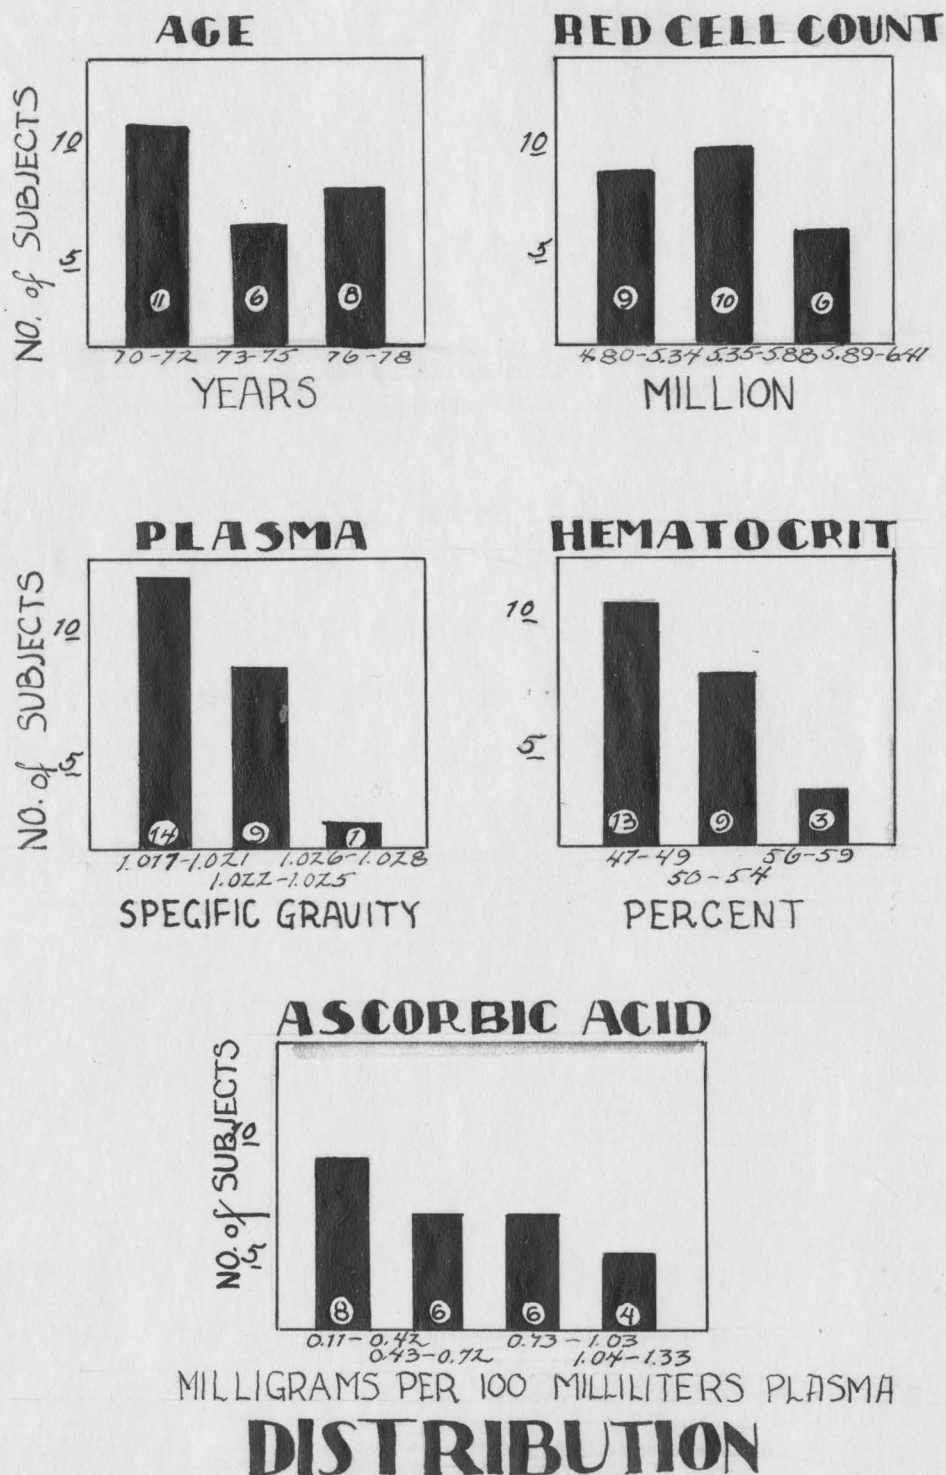 AGE
NO. of SUBJECTS
10
5
11
6
8
70-72 73-75 76-78
YEARS
RED CELL COUNT
10
5
9
10
6
4.80-5.34 5.35-5.88 5.89-6.41
MILLION
PLASMA
NO. of SUBJECTS
10
5
14
9
1
1.017-1.021 1.026-1.028
1.022-1.025
SPECIFIC GRAVITY
HEMATOCRIT
10
5
13
9
3
47-49 56-59
50-54
PERCENT
ASCORBIC ACID
NO. of SUBJECTS
10
5
8
6
6
4
0.11-0.42 0.73-1.03
0.43-0.72 1.04-1.33
MILLIGRAMS PER 100 MILLILITERS PLASMA
DISTRIBUTION